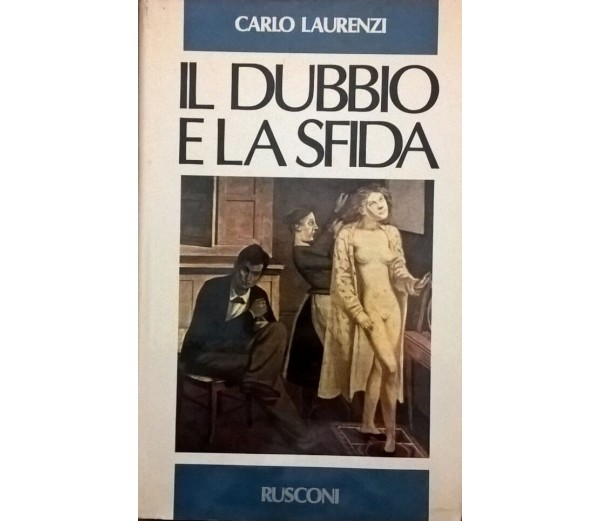 CARLO LAURENZI
IL DUBBIO
E LA SFIDA
RUSCONI